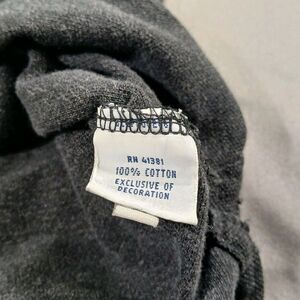 RN 41381
100% COTTON
EXCLUSIVE OF
DECORATION